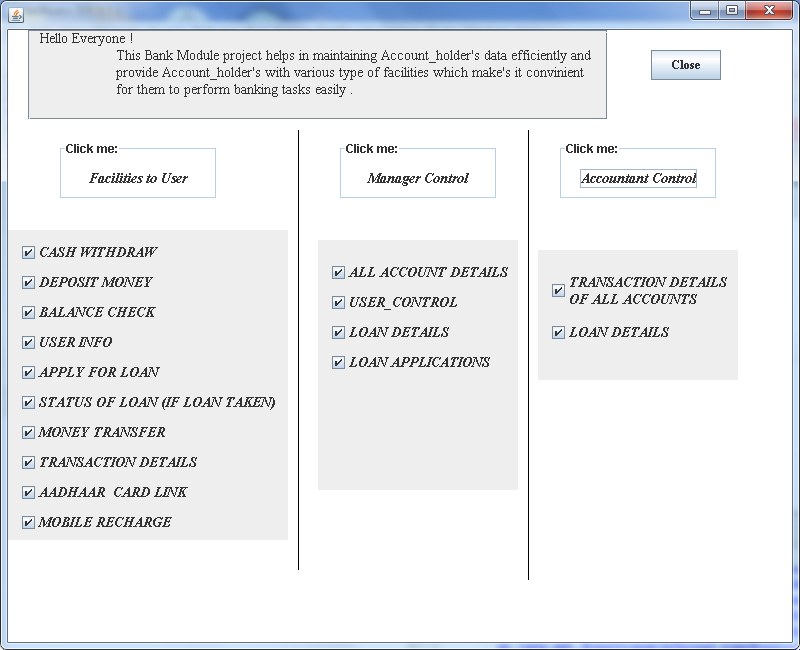 Hello Everyone !
This Bank Module project helps in maintaining Account_holder's data efficiently and
provide Account_holder's with various type of facilities which make's it convinient
for them to perform banking tasks easily .
Close
Click me:
Facilities to User
CASH WITHDRAW
DEPOSIT MONEY
BALANCE CHECK
USER INFO
APPLY FOR LOAN
STATUS OF LOAN (IF LOAN TAKEN)
MONEY TRANSFER
TRANSACTION DETAILS
AADHAAR  CARD LINK
MOBILE RECHARGE
Click me:
Manager Control
ALL ACCOUNT DETAILS
USER_CONTROL
LOAN DETAILS
LOAN APPLICATIONS
Click me:
Accountant Control
TRANSACTION DETAILS
OF ALL ACCOUNTS
LOAN DETAILS